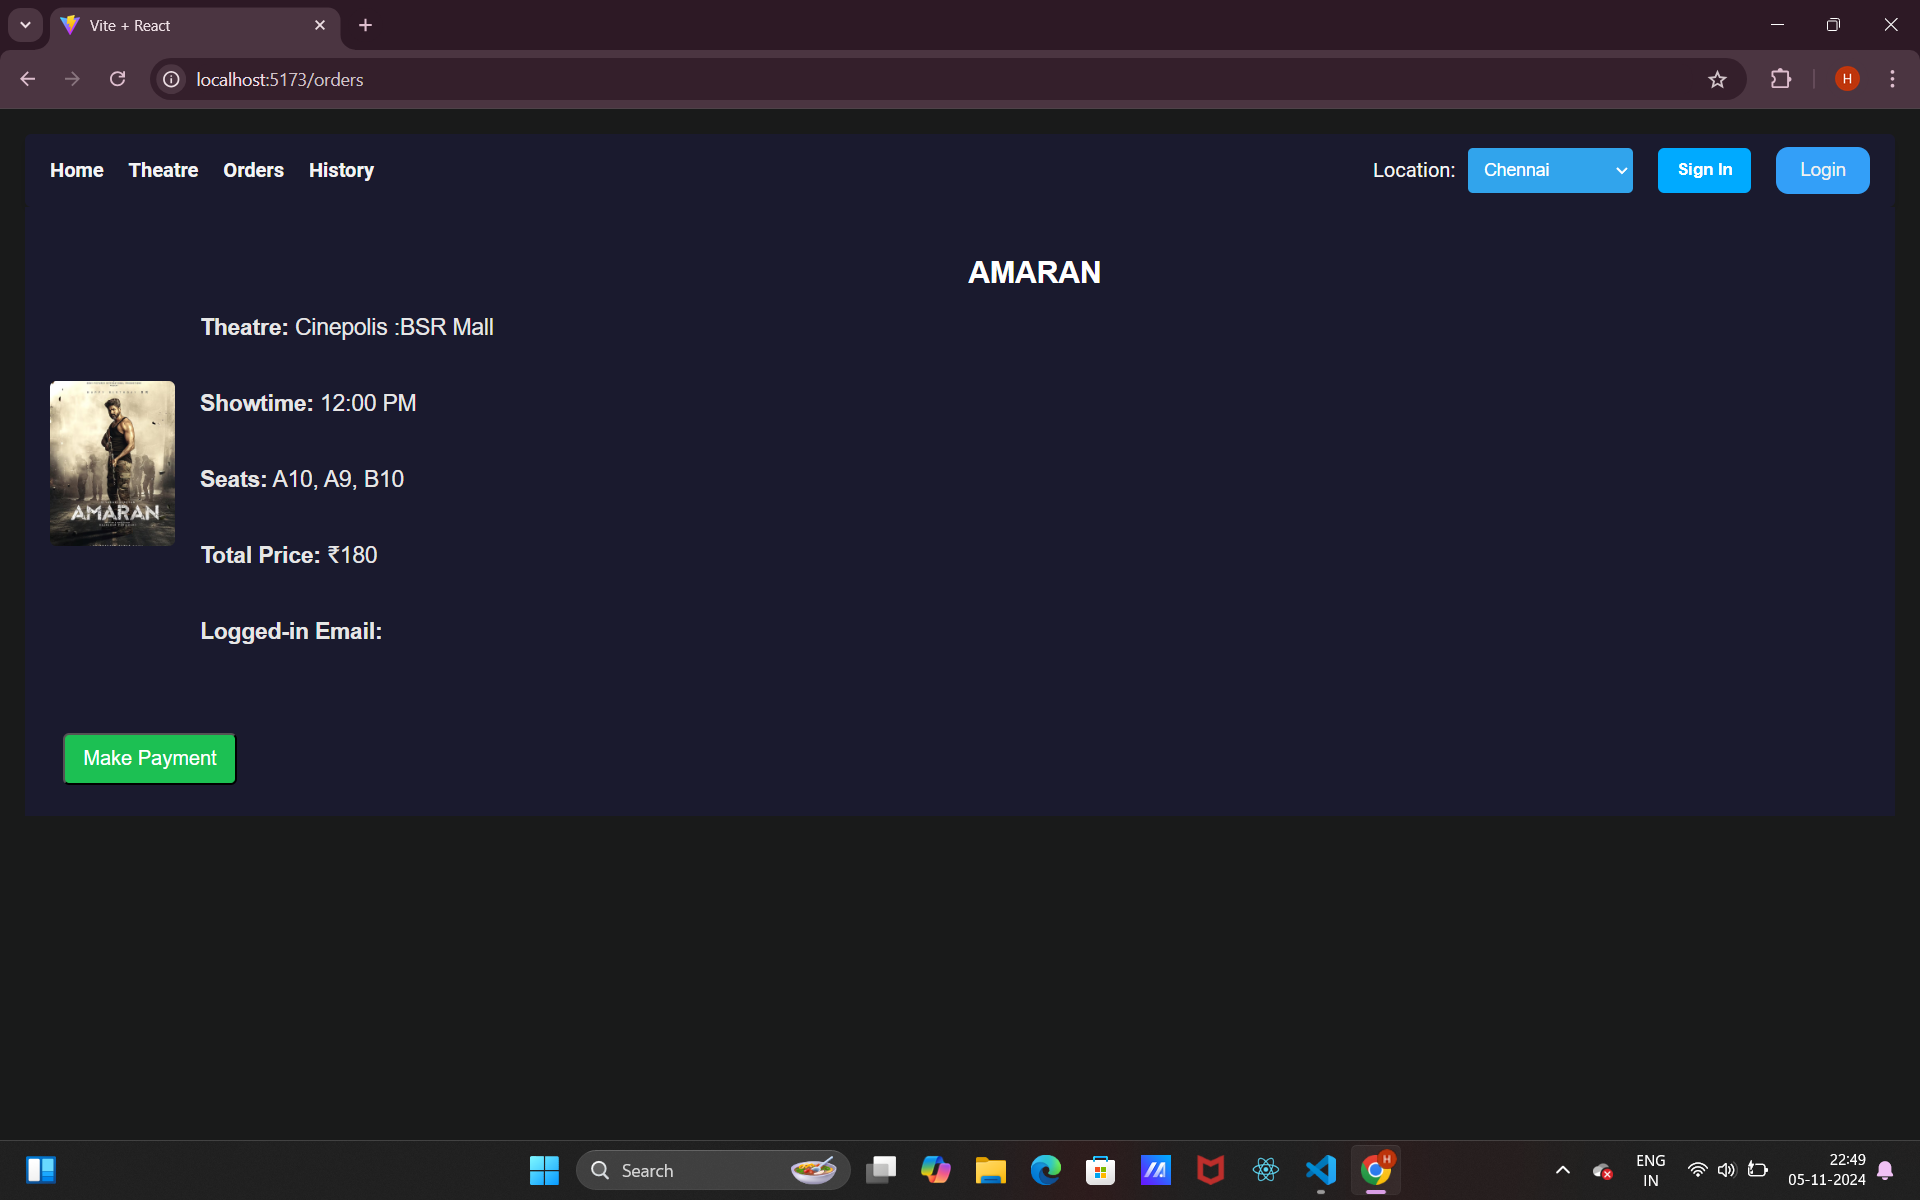 Vite + React
localhost:5173/orders
H
Home Theatre Orders History Location: Chennai Sign In Login
AMARAN
Theatre: Cinepolis :BSR Mall
Showtime: 12:00 PM
AMARAN
Seats: A10, A9, B10
Total Price: ₹180
Logged-in Email:
Make Payment
Search
H
ENG
IN
22:49
05-11-2024